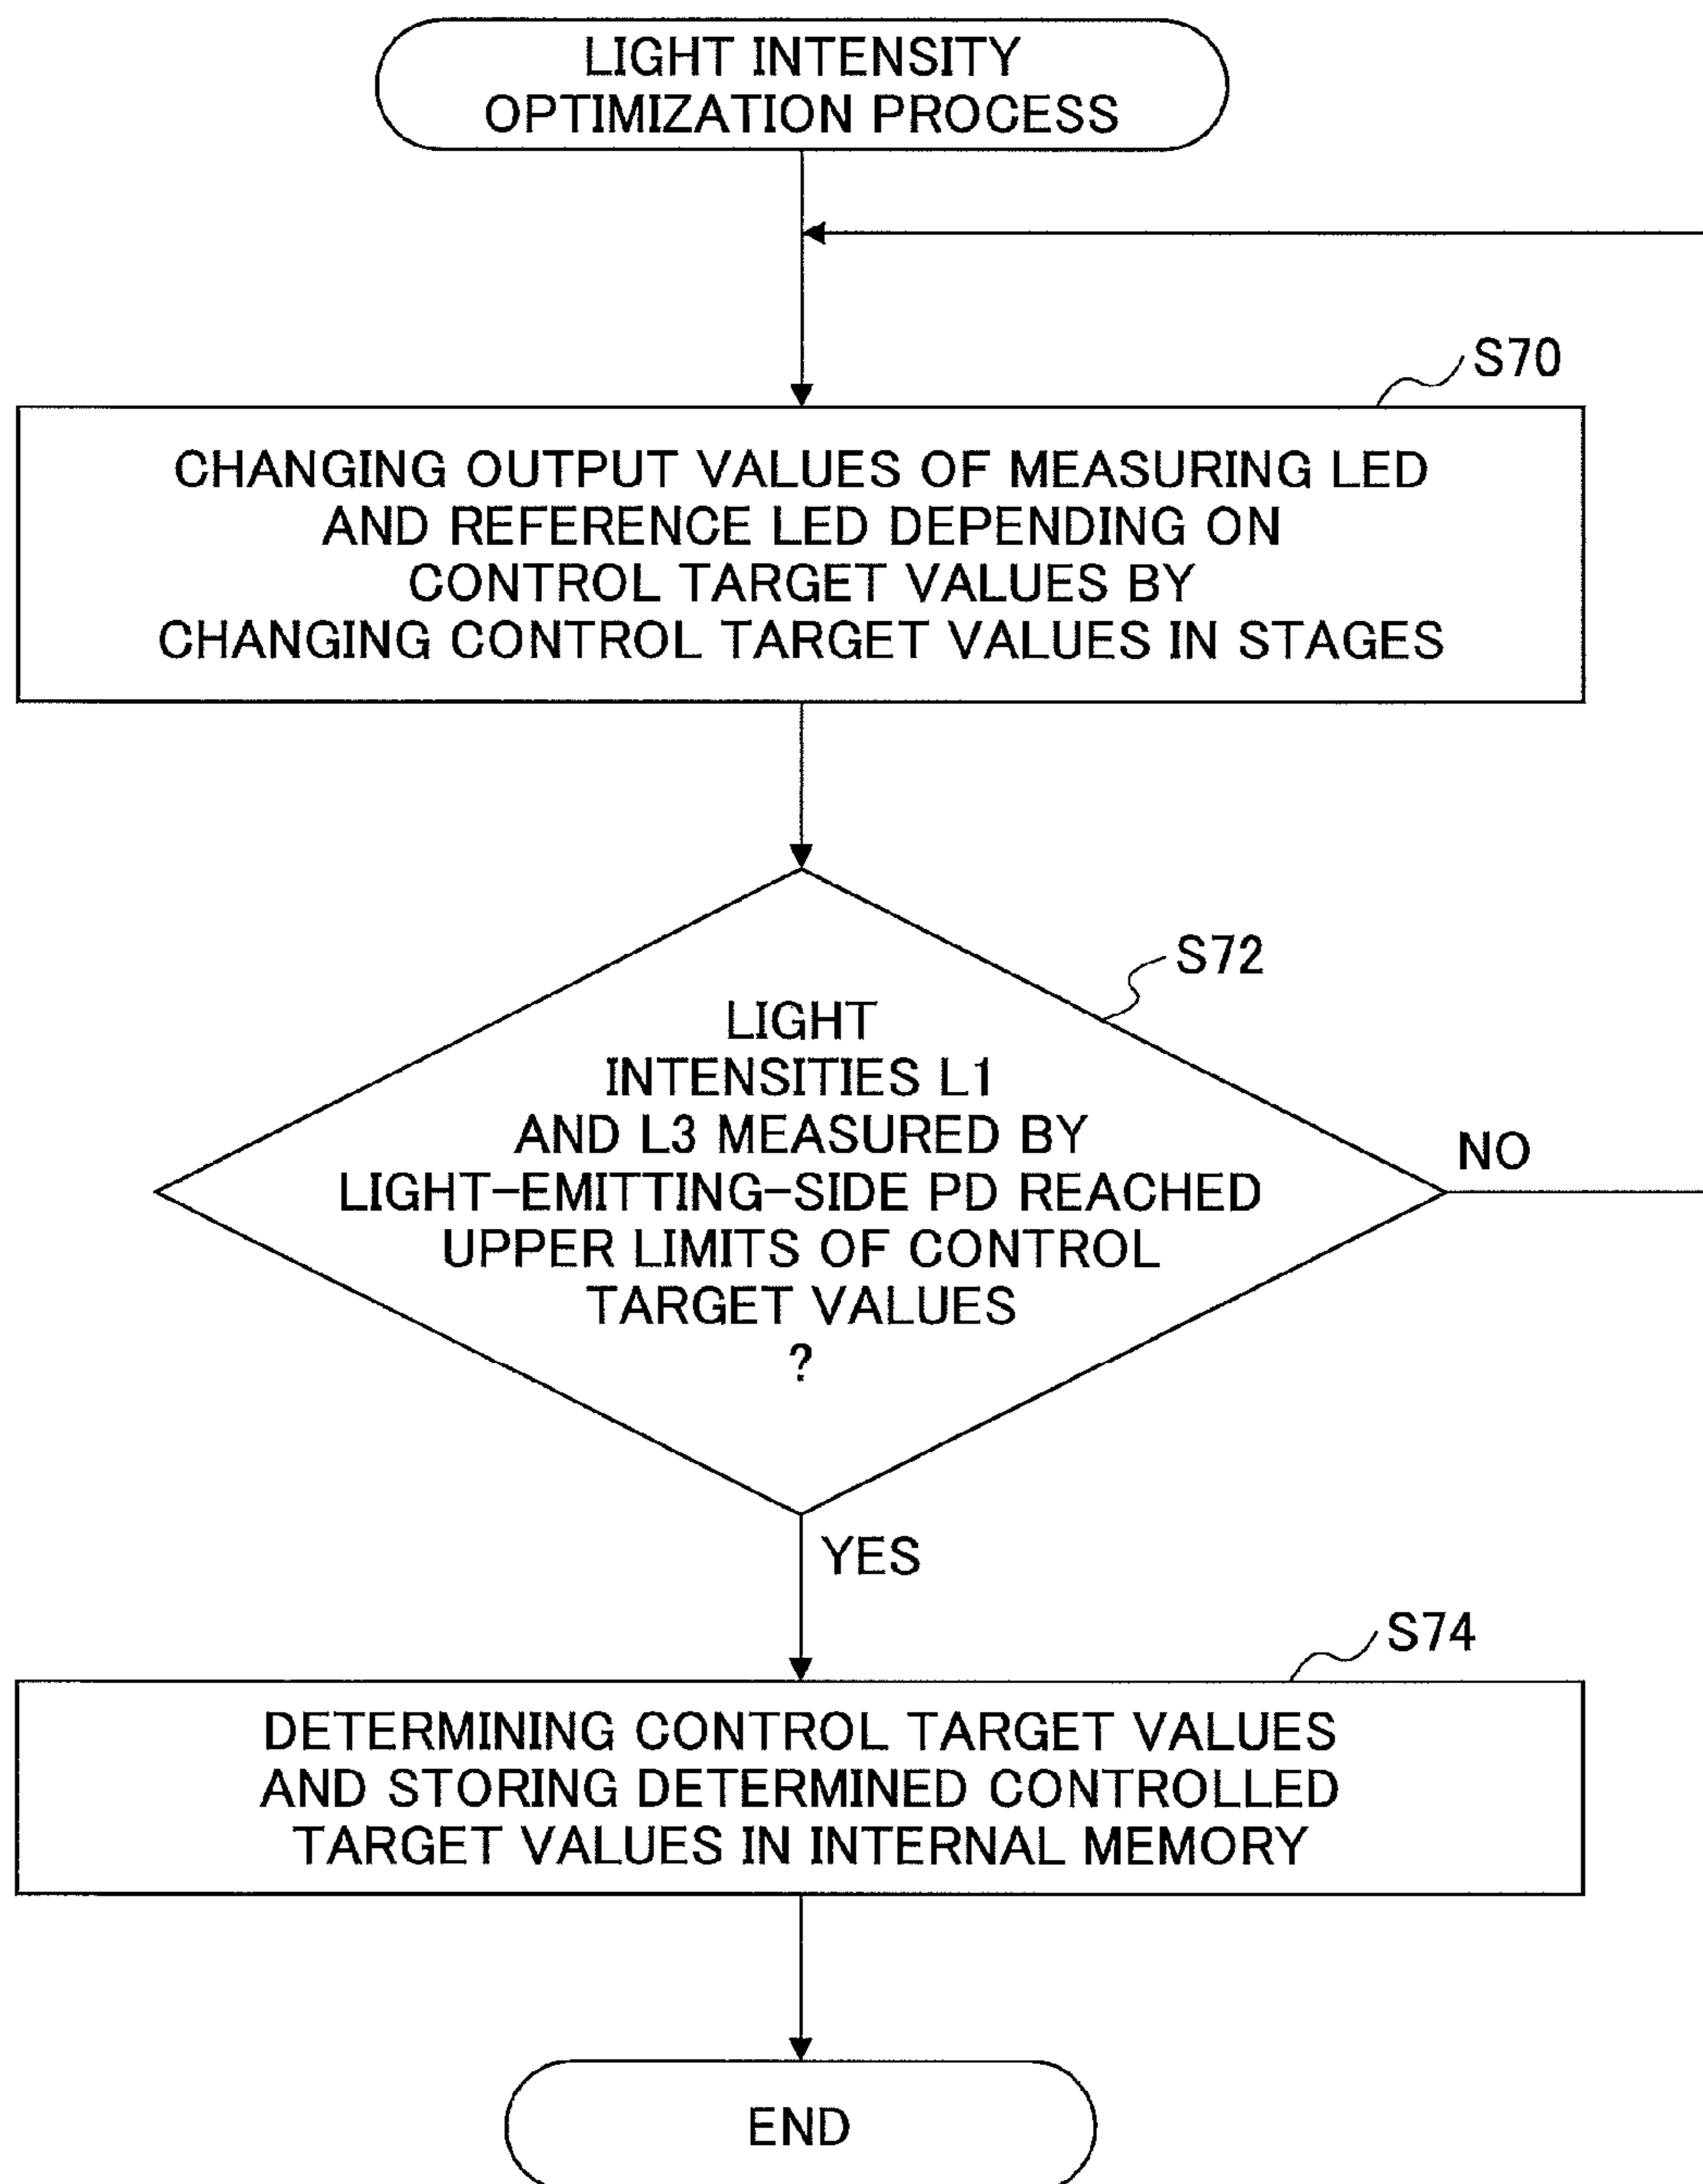 LIGHT INTENSITY
OPTIMIZATION PROCESS
S70
CHANGING OUTPUT VALUES OF MEASURING LED
AND REFERENCE LED DEPENDING ON
CONTROL TARGET VALUES BY
CHANGING CONTROL TARGET VALUES IN STAGES
S72
LIGHT
INTENSITIES L1
AND L3 MEASURED BY
LIGHT-EMITTING-SIDE PD REACHED
UPPER LIMITS OF CONTROL
TARGET VALUES
?
NO
YES
S74
DETERMINING CONTROL TARGET VALUES
AND STORING DETERMINED CONTROLLED
TARGET VALUES IN INTERNAL MEMORY
END